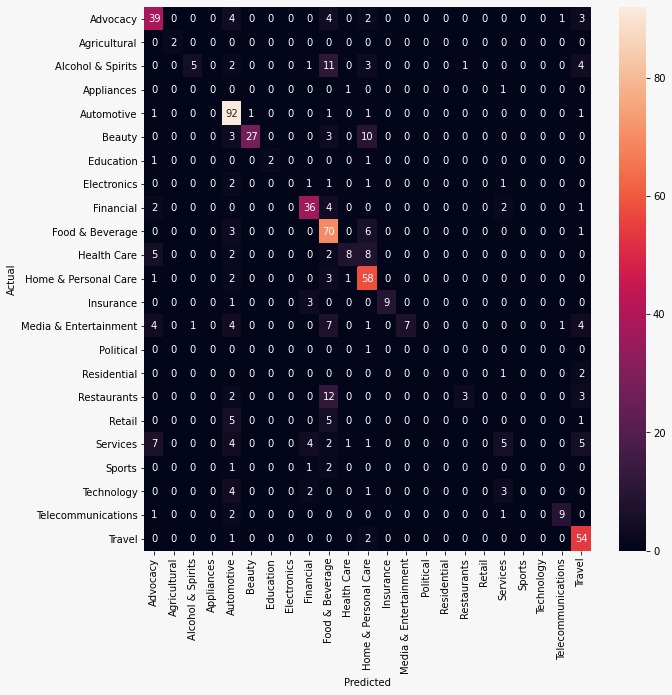 Advocacy 39 0 0 0 4 0 0 0 0 4 0 2 0 0 0 0 0 0 0 0 0 1 3
Agricultural 0 2 0 0 0 0 0 0 0 0 0 0 0 0 0 0 0 0 0 0 0 0 0
Alcohol & Spirits 0 0 5 0 2 0 0 0 1 11 0 3 0 0 0 0 1 0 0 0 0 0 4
Appliances 0 0 0 0 0 0 0 0 0 0 1 0 0 0 0 0 0 0 1 0 0 0 0
Automotive 1 0 0 0 92 1 0 0 0 1 0 1 0 0 0 0 0 0 0 0 0 0 1
Beauty 0 0 0 0 3 27 0 0 0 3 0 10 0 0 0 0 0 0 0 0 0 0 0
Education 1 0 0 0 0 0 2 0 0 0 0 1 0 0 0 0 0 0 0 0 0 0 0
Electronics 0 0 0 0 2 0 0 0 1 1 0 1 0 0 0 0 0 0 1 0 0 0 0
Financial 2 0 0 0 0 0 0 0 36 4 0 0 0 0 0 0 0 0 2 0 0 0 1
Food & Beverage 0 0 0 0 3 0 0 0 0 70 0 6 0 0 0 0 0 0 0 0 0 0 1
Health Care 5 0 0 0 2 0 0 0 0 2 8 8 0 0 0 0 0 0 0 0 0 0 0
Home & Personal Care 1 0 0 0 2 0 0 0 0 3 1 58 0 0 0 0 0 0 0 0 0 0 0
Insurance 0 0 0 0 1 0 0 0 3 0 0 0 9 0 0 0 0 0 0 0 0 0 0
Media & Entertainment 4 0 1 0 4 0 0 0 0 7 0 1 0 7 0 0 0 0 0 0 0 1 4
Political 0 0 0 0 0 0 0 0 0 0 0 1 0 0 0 0 0 0 0 0 0 0 0
Residential 0 0 0 0 0 0 0 0 0 0 0 0 0 0 0 0 0 0 1 0 0 0 2
Restaurants 0 0 0 0 2 0 0 0 0 12 0 0 0 0 0 0 3 0 0 0 0 0 3
Retail 0 0 0 0 5 0 0 0 0 5 0 0 0 0 0 0 0 0 0 0 0 0 1
Services 7 0 0 0 4 0 0 0 4 2 1 1 0 0 0 0 0 0 5 0 0 0 5
Sports 0 0 0 0 1 0 0 0 1 2 0 0 0 0 0 0 0 0 0 0 0 0 0
Technology 0 0 0 0 4 0 0 0 2 0 0 1 0 0 0 0 0 0 3 0 0 0 0
Telecommunications 1 0 0 0 2 0 0 0 0 0 0 0 0 0 0 0 0 0 1 0 0 9 0
Travel 0 0 0 0 1 0 0 0 0 0 0 2 0 0 0 0 0 0 0 0 0 0 54
Actual
Advocacy
Agricultural
Alcohol & Spirits
Appliances
Automotive
Beauty
Education
Electronics
Financial
Food & Beverage
Health Care
Home & Personal Care
Insurance
Media & Entertainment
Political
Residential
Restaurants
Retail
Services
Sports
Technology
Telecommunications
Travel
Predicted
80
60
40
20
0